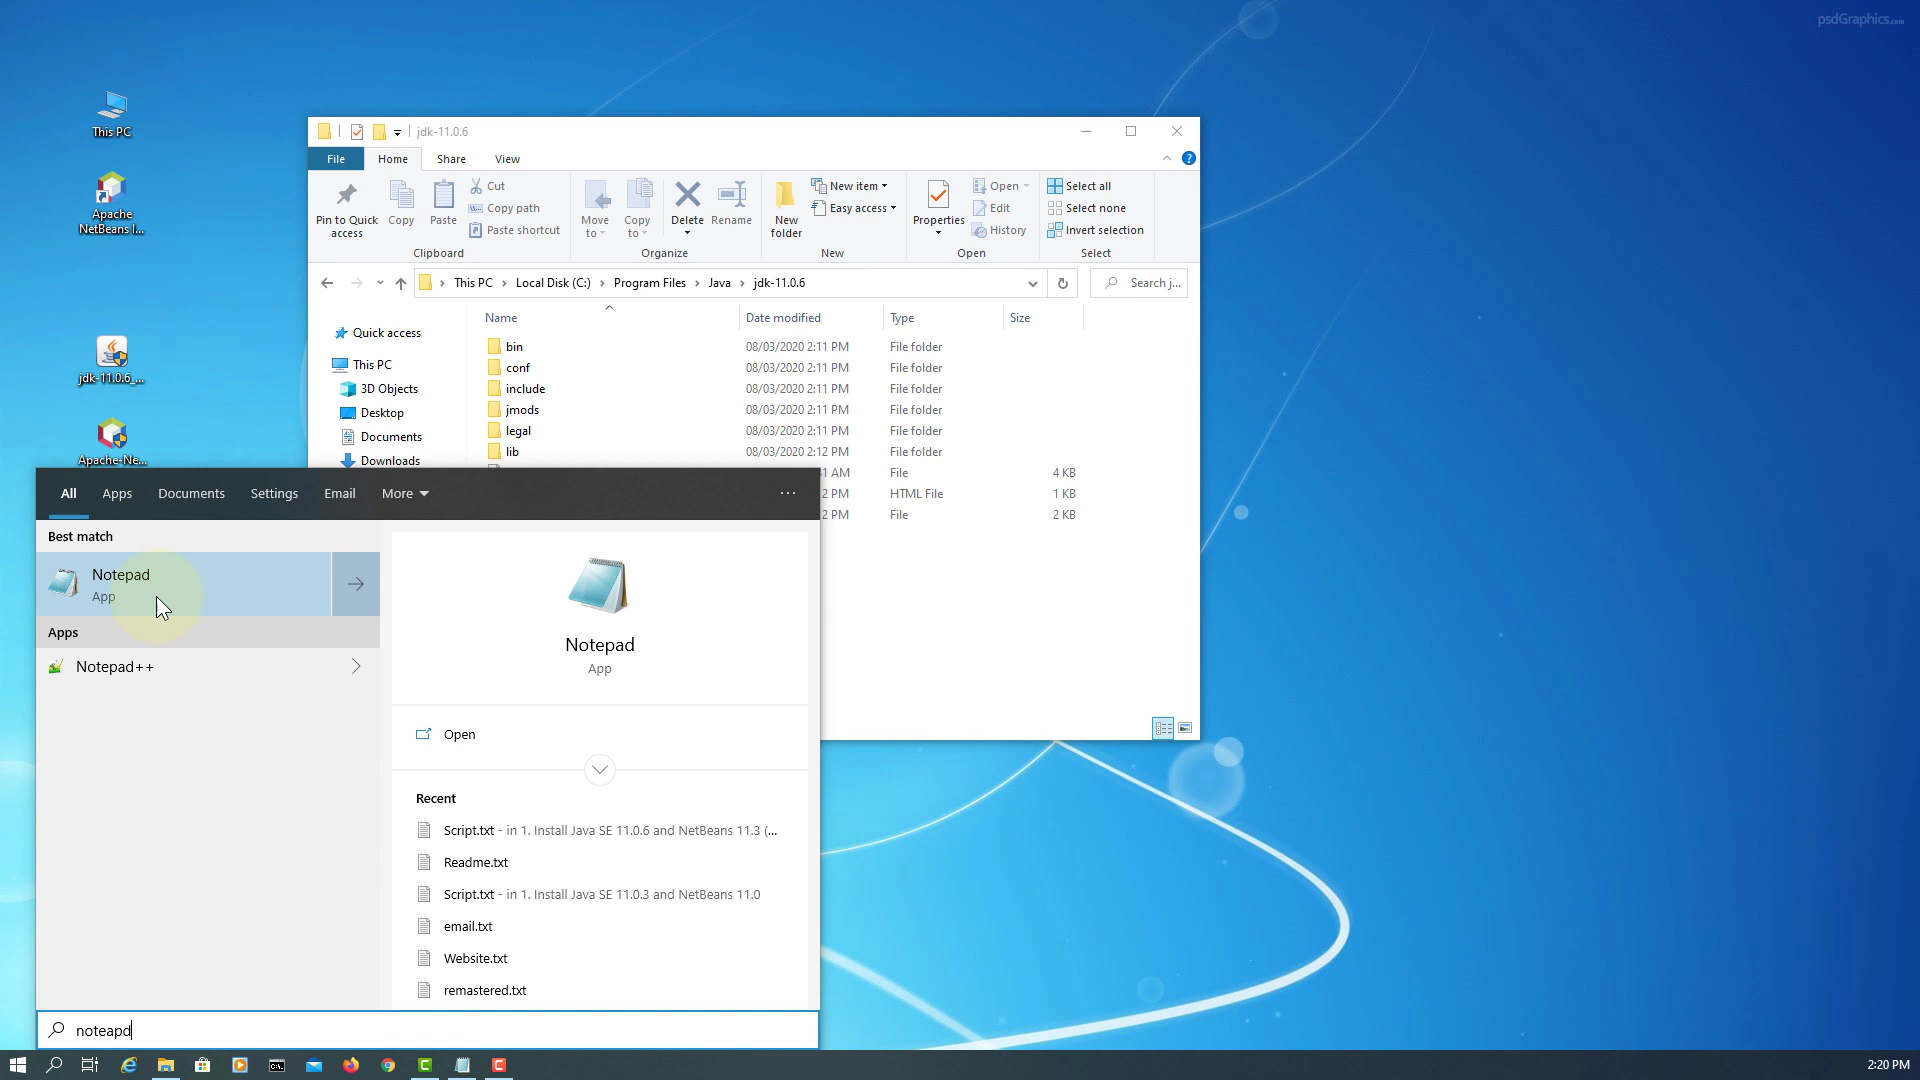 psdGraphics.com
This PC
Apache
NetBeans I...
jdk-11.0.6_...
Apache-Ne...
jdk-11.0.6
File Home Share View
Pin to Quick
access
Copy
Paste
Cut
Copy path
Paste shortcut
Clipboard
Move
to
Copy
to
Delete
Rename
Organize
New
folder
New item
Easy access
New
Properties
Open
Edit
History
Open
Select all
Select none
Invert selection
Select
This PC Local Disk (C:) Program Files Java jdk-11.0.6
Search j...
Quick access
This PC
3D Objects
Desktop
Documents
Downloads
Name Date modified Type Size
bin 08/03/2020 2:11 PM File folder
conf 08/03/2020 2:11 PM File folder
include 08/03/2020 2:11 PM File folder
jmods 08/03/2020 2:11 PM File folder
legal 08/03/2020 2:11 PM File folder
lib 08/03/2020 2:12 PM File folder
1 AM File 4 KB
2 PM HTML File 1 KB
2 PM File 2 KB
All Apps Documents Settings Email More
Best match
Notepad
App
Apps
Notepad++
Notepad
App
Open
Recent
Script.txt - in 1. Install Java SE 11.0.6 and NetBeans 11.3 (...
Readme.txt
Script.txt - in 1. Install Java SE 11.0.3 and NetBeans 11.0
email.txt
Website.txt
remastered.txt
noteapd
2:20 PM